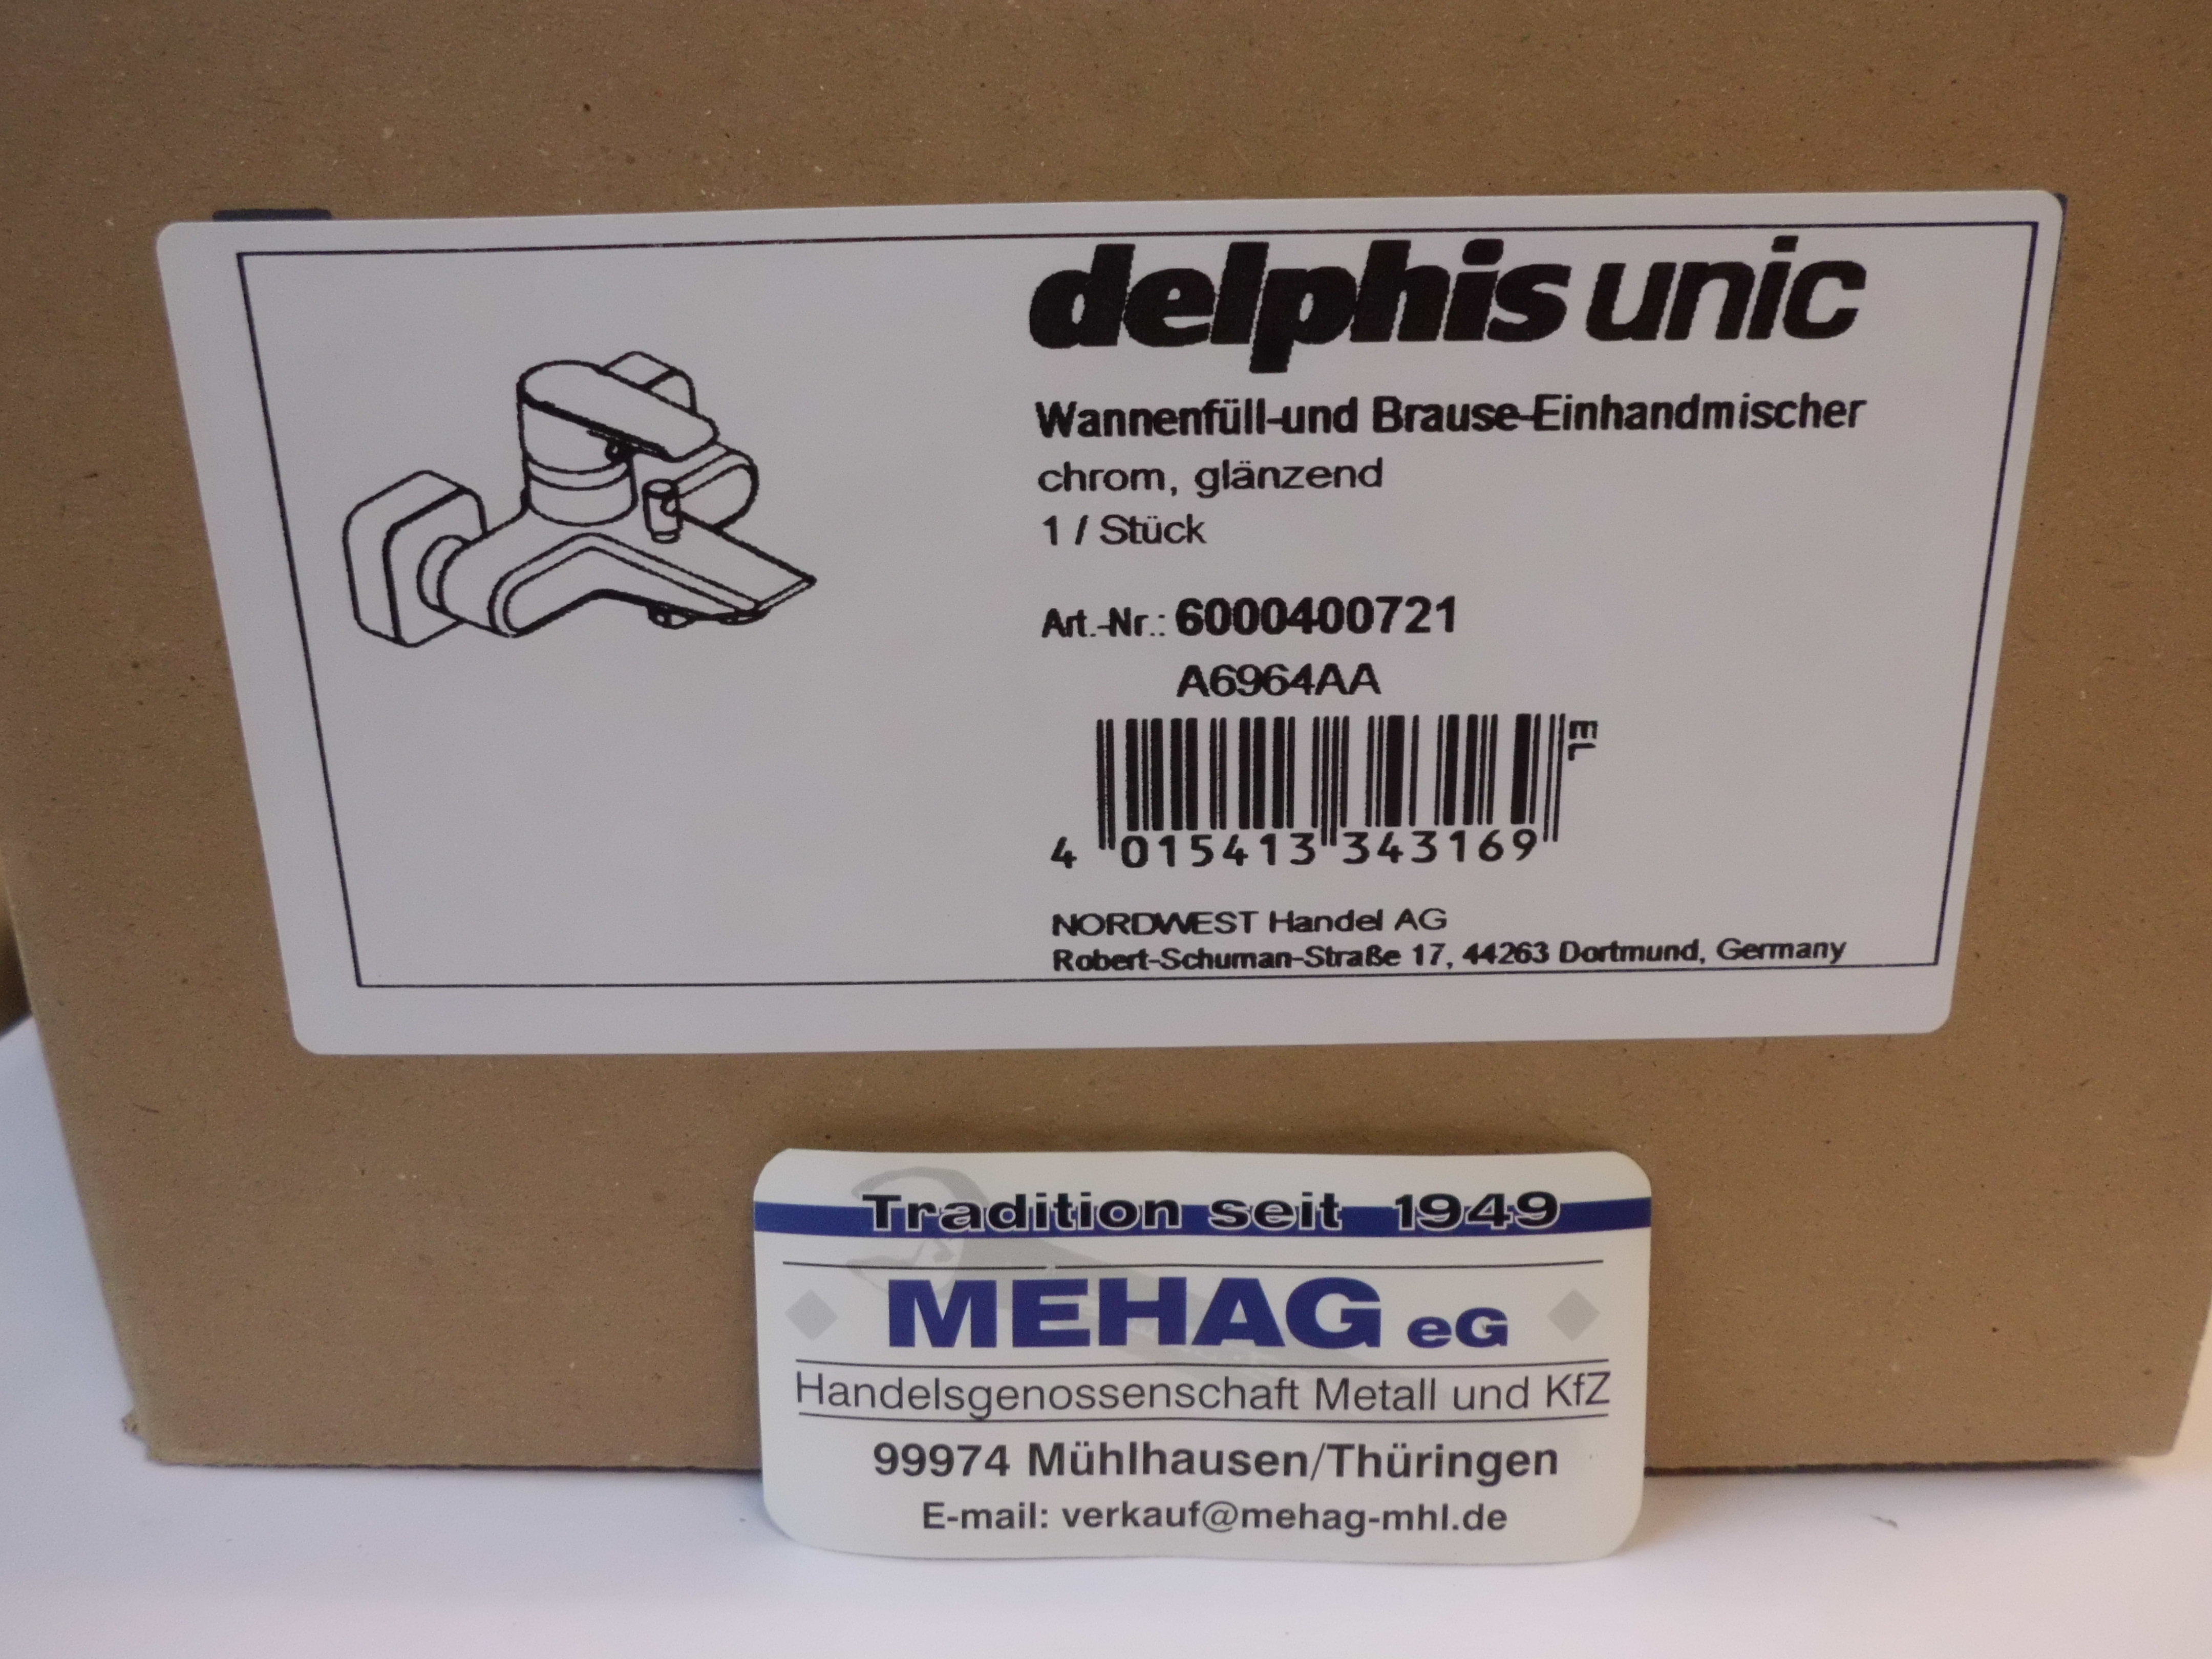 delphis unic
Wannenfüll-und Brause-Einhandmischer
chrom, glänzend
1 / Stück
Art.-Nr.: 6000400721
A6964AA
EL
4 015413 343169
NORDWEST Handel AG
Robert-Schuman-Straße 17, 44263 Dortmund, Germany
Tradition seit 1949
MEHAG eG
Handelsgenossenschaft Metall und KfZ
99974 Mühlhausen/Thüringen
E-mail: verkauf@mehag-mhl.de